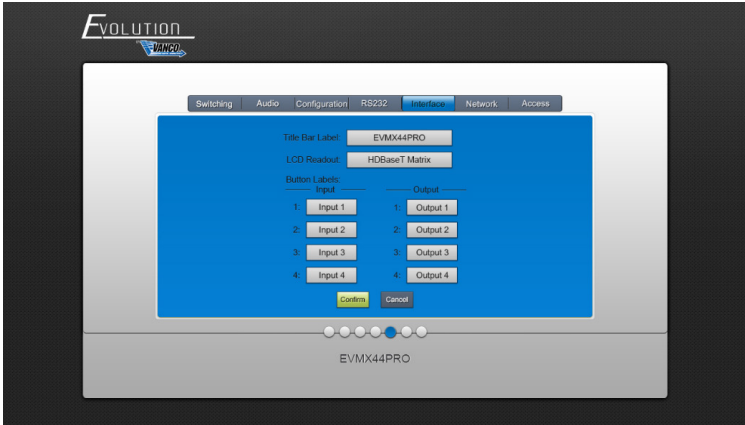 EVOLUTION
VANCO
Switching Audio Configuration RS232 Interface Network Access
Title Bar Label: EVMX44PRO
LCD Readout: HDBaseT Matrix
Button Labels:
Input Output
1: Input 1 1: Output 1
2: Input 2 2: Output 2
3: Input 3 3: Output 3
4: Input 4 4: Output 4
Confirm Cancel
EVMX44PRO